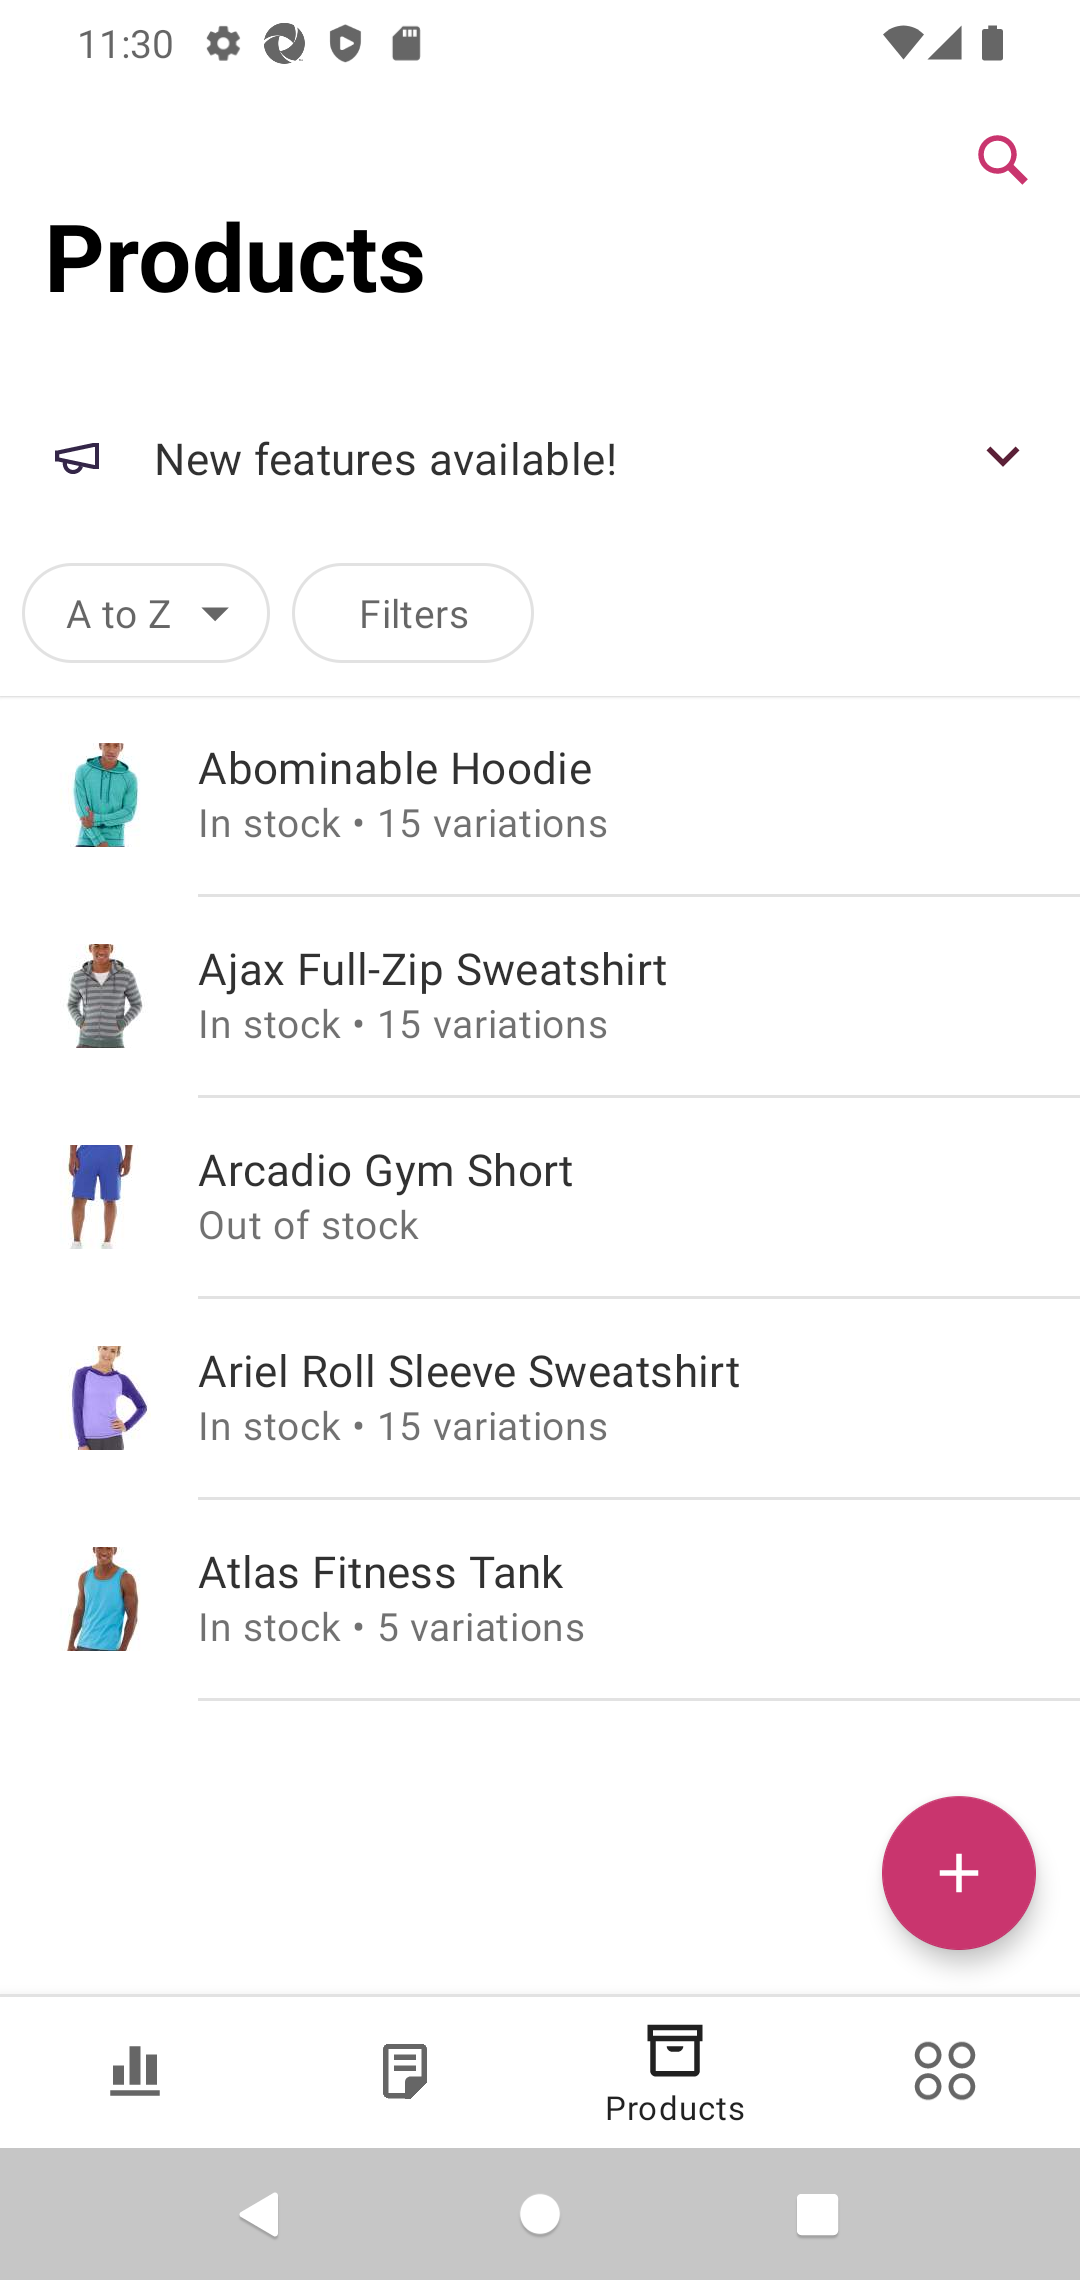 11:30
Products
New features available!
A to Z
Filters
Abominable Hoodie
In stock • 15 variations
Ajax Full-Zip Sweatshirt
In stock • 15 variations
Arcadio Gym Short
Out of stock
Ariel Roll Sleeve Sweatshirt
In stock • 15 variations
Atlas Fitness Tank
In stock • 5 variations
Products